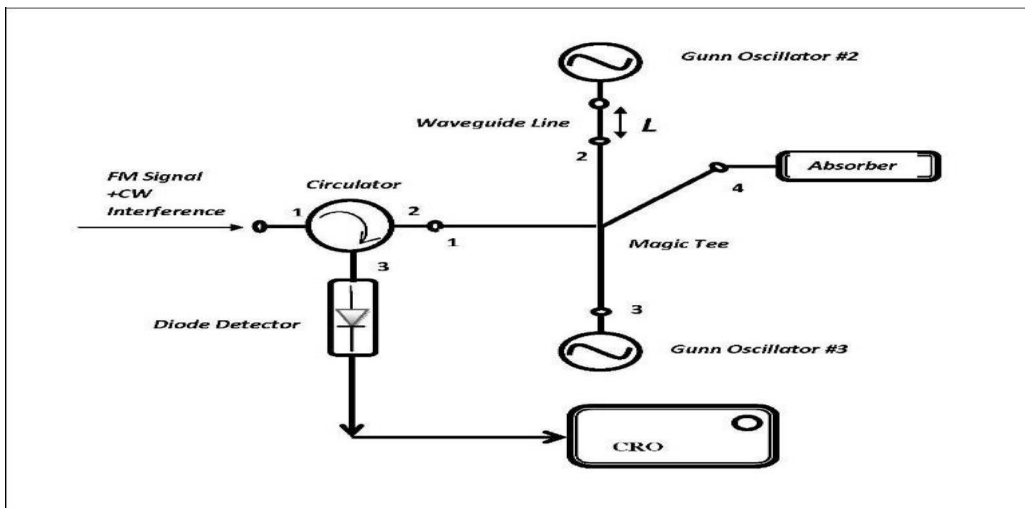 Gunn Oscillator #2
Waveguide Line
L
2
Absorber
4
FM Signal
+CW
Interference
Circulator
1
2
1
Magic Tee
3
3
Diode Detector
Gunn Oscillator #3
CRO